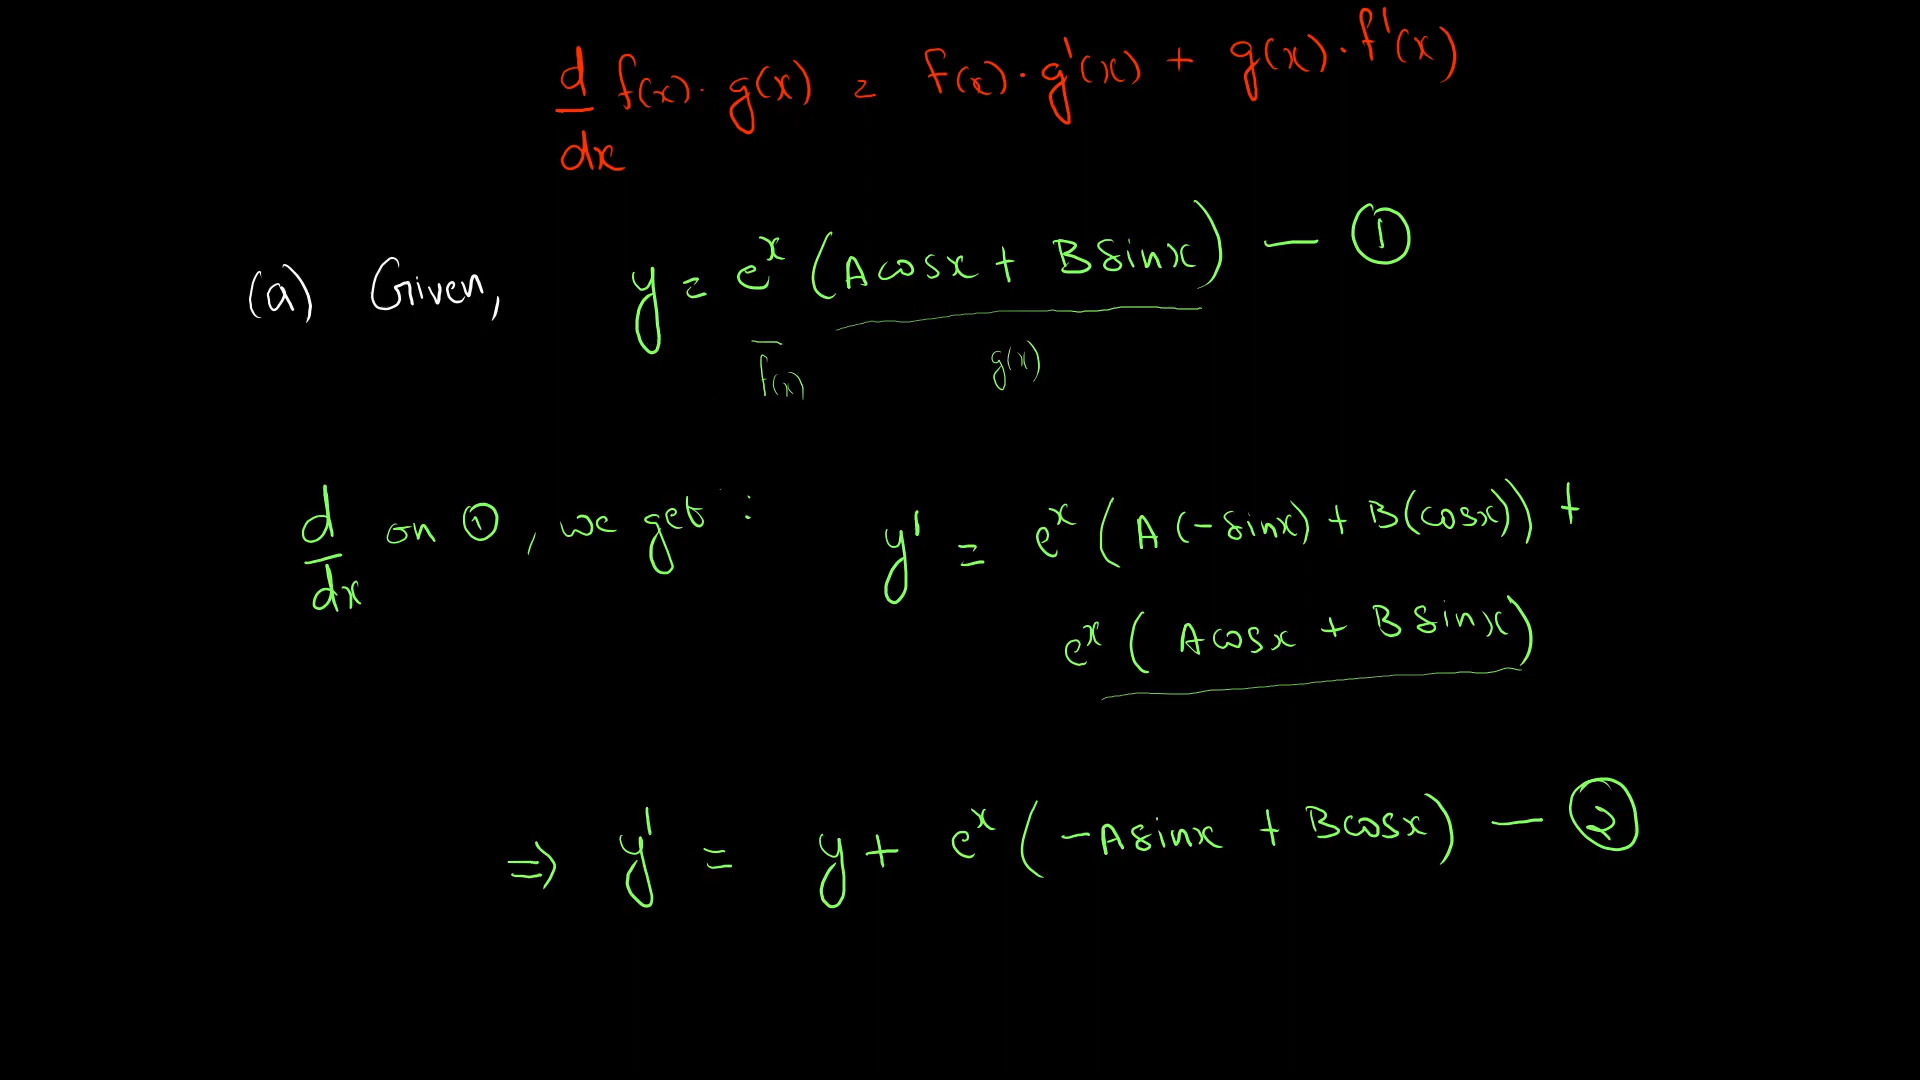 d/dx f(x) · g(x) = f(x) · g'(x) + g(x) · f'(x)
(a) Given, y = e^x (A cosx + B sinx) — ①
f(x) g(x)
d/dx on ①, we get : y' = e^x (A (-sinx) + B(cosx)) +
e^x (A cosx + B sinx)
⇒ y' = y + e^x (-A sinx + B cosx) — ②